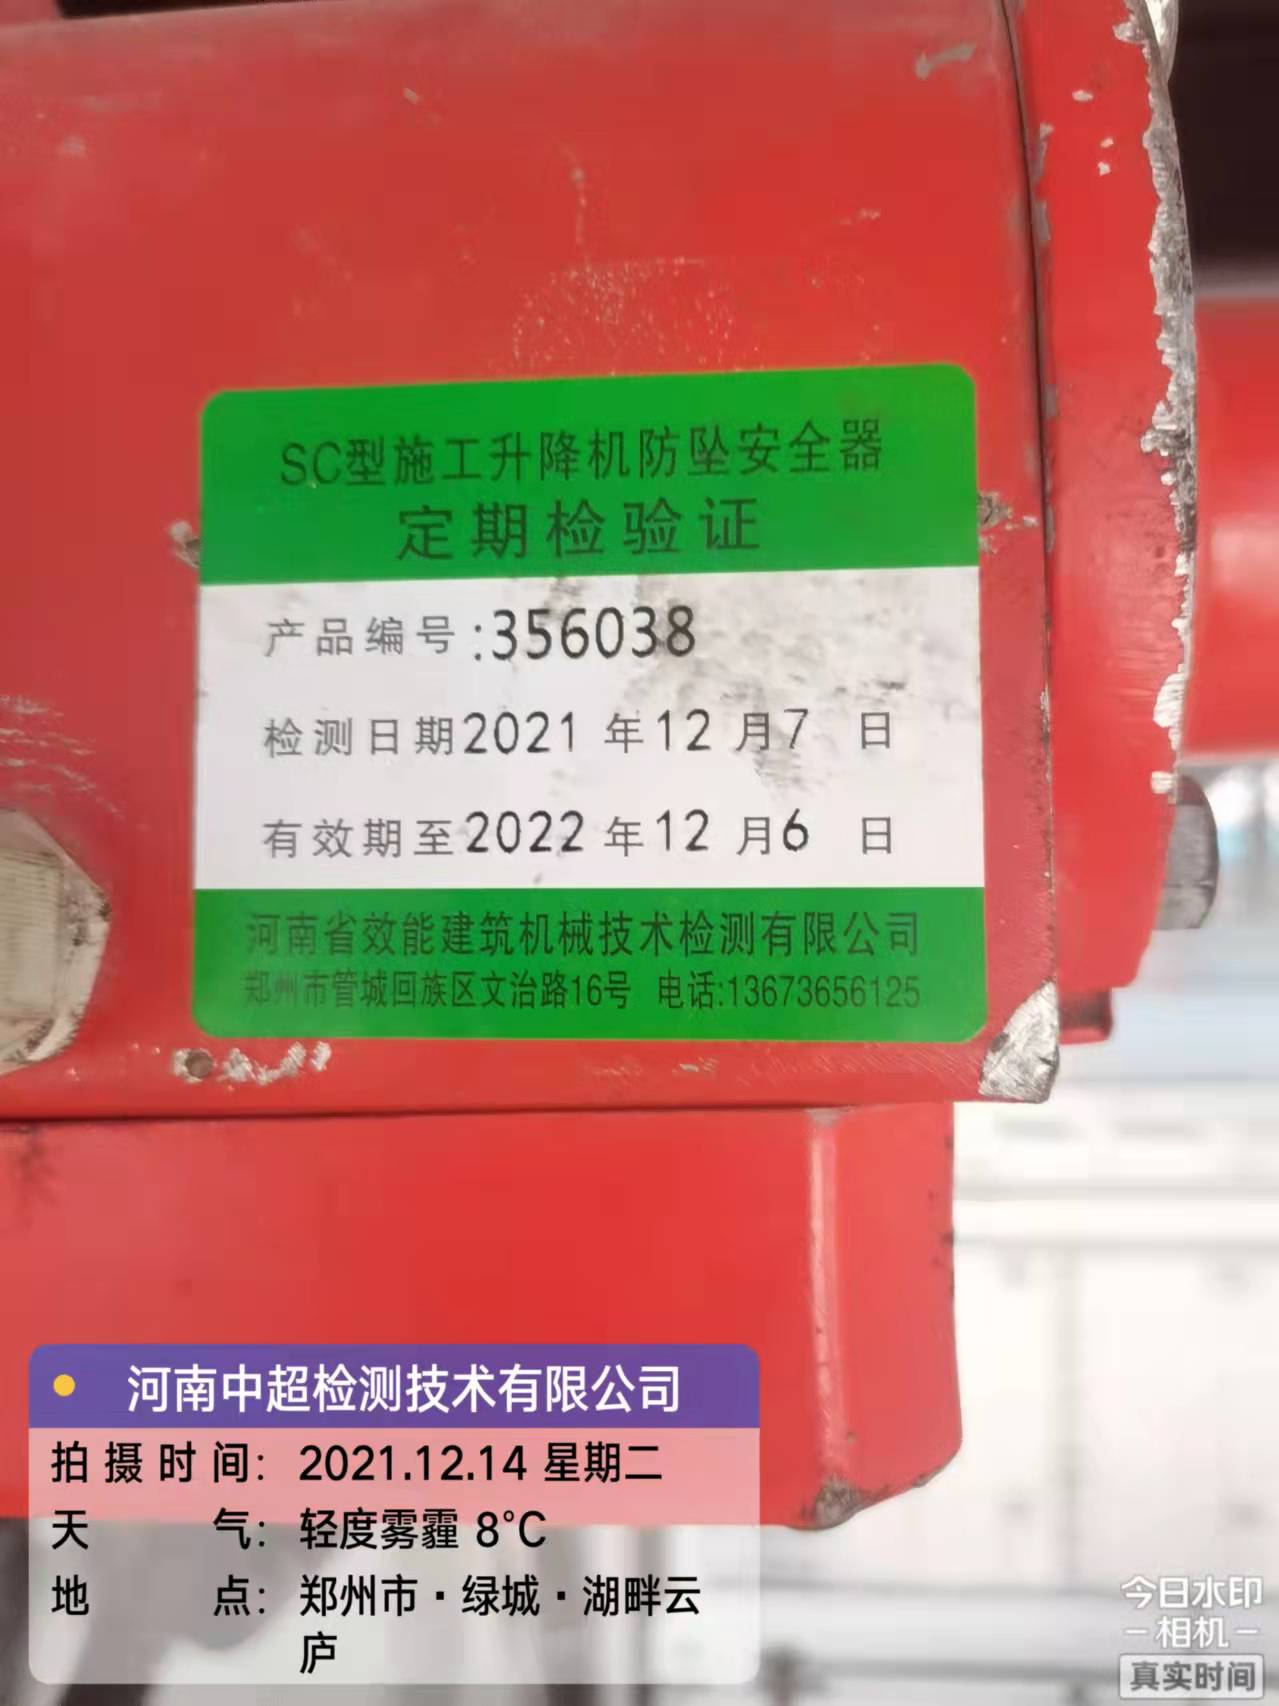 SC型施工升降机防坠安全器
定期检验证
产品编号:356038
检测日期2021 年12 月7 日
有效期至2022 年12 月6 日
河南省效能建筑机械技术检测有限公司
郑州市管城回族区文治路16号 电话:13673656125
河南中超检测技术有限公司
拍摄时间: 2021.12.14 星期二
天 气: 轻度雾霾 8℃
地 点: 郑州市·绿城·湖畔云
庐
今日水印
-相机-
真实时间